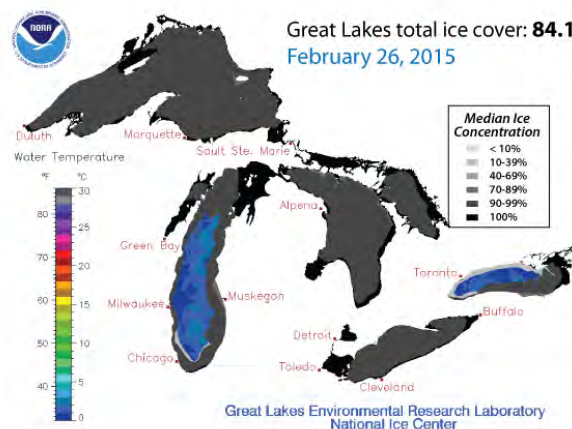 NOAA
Great Lakes total ice cover: 84.1
February 26, 2015
Duluth
Marquette
Sault Ste. Marie
Water Temperature
°F
°C
30
25
20
15
10
5
0
80
70
60
50
40
Median Ice
Concentration
< 10%
10-39%
40-69%
70-89%
90-99%
100%
Alpena
Green Bay
Toronto
Milwaukee
Muskegon
Buffalo
Detroit
Chicago
Toledo
Cleveland
Great Lakes Environmental Research Laboratory
National Ice Center